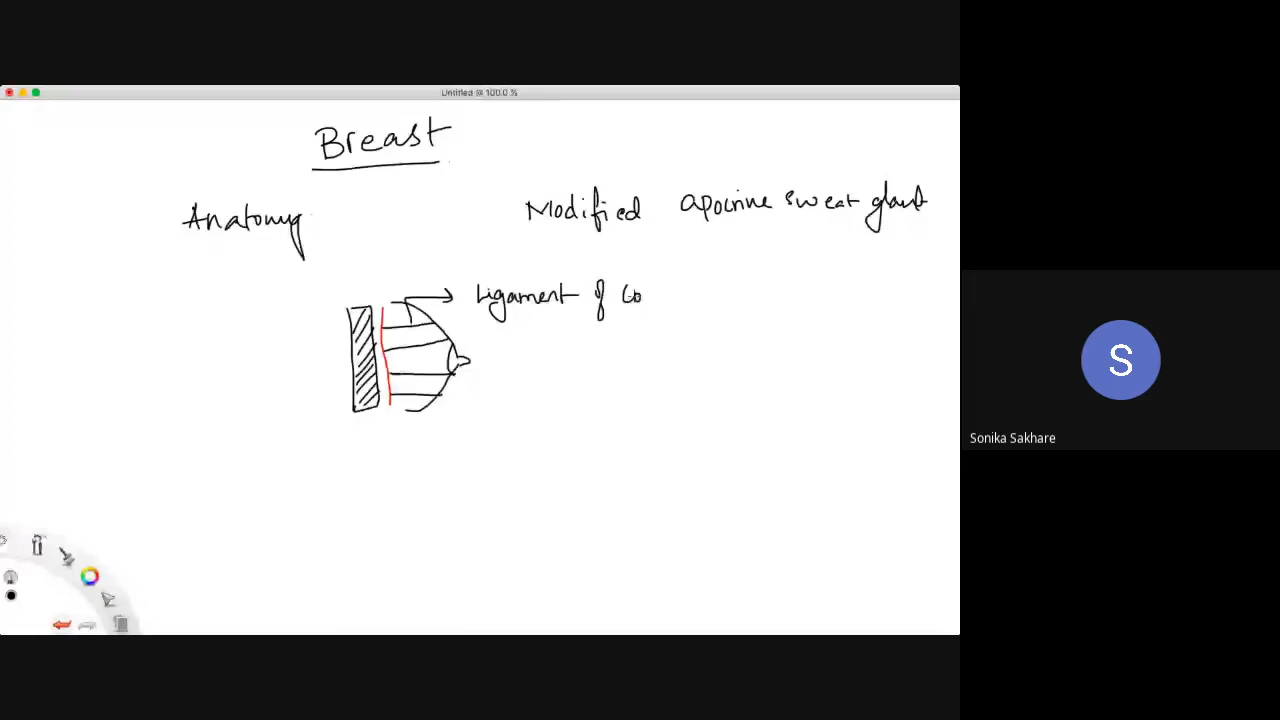 Untitled @ 100.0 %
Breast
Anatomy
Modified apocrine sweat gland
Ligament of Co
S
Sonika Sakhare